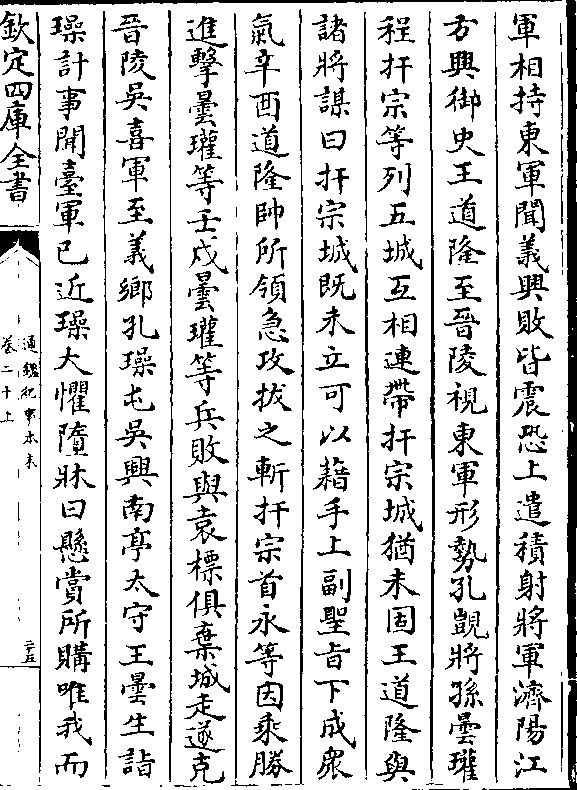 軍相持東軍聞義興敗皆震恐上遣積射將軍濟陽江
方興御史王道隆至晉陵視東軍形勢孔覬將孫曇瓘
程扞宗等列五城互相連帶扞宗城猶未固王道隆與
諸將謀曰扞宗城既未立可以藉手上副聖旨下成衆
氣辛酉道隆帥所領急攻拔之斬扞宗首永等因乘勝
進擊曇瓘等壬戌曇瓘等兵敗與袁標俱棄城走遂克
晉陵吳喜軍至義鄉孔璪屯吳興南亭太守王曇生詣
璪計事聞臺軍已近璪大懼隨牀曰懸賞所購唯我而
欽定四庫全書
通鑑紀事本末
卷二十上
二十五